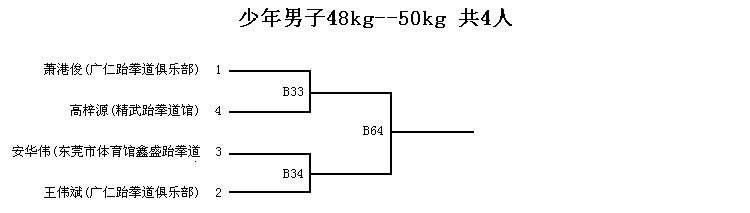 少年男子48kg--50kg 共4人
萧港俊(广仁跆拳道俱乐部) 1
B33
高梓源(精武跆拳道馆) 4
B64
安华伟(东莞市体育馆鑫盛跆拳道 3
B34
王伟斌(广仁跆拳道俱乐部) 2